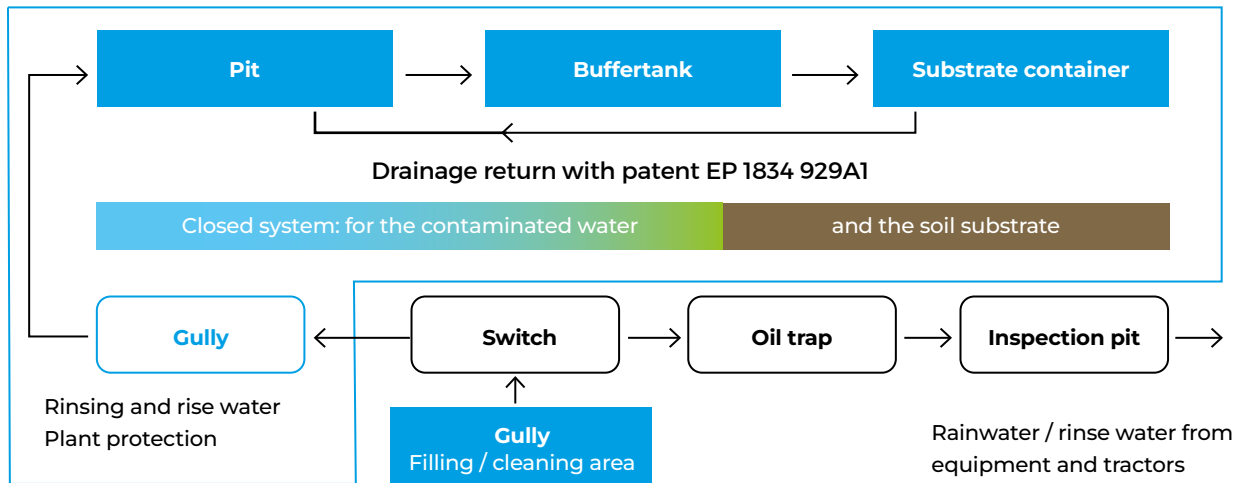 Pit
Buffertank
Substrate container
Drainage return with patent EP 1834 929A1
Closed system: for the contaminated water
and the soil substrate
Gully
Switch
Oil trap
Inspection pit
Rinsing and rise water
Plant protection
Gully
Filling / cleaning area
Rainwater / rinse water from
equipment and tractors